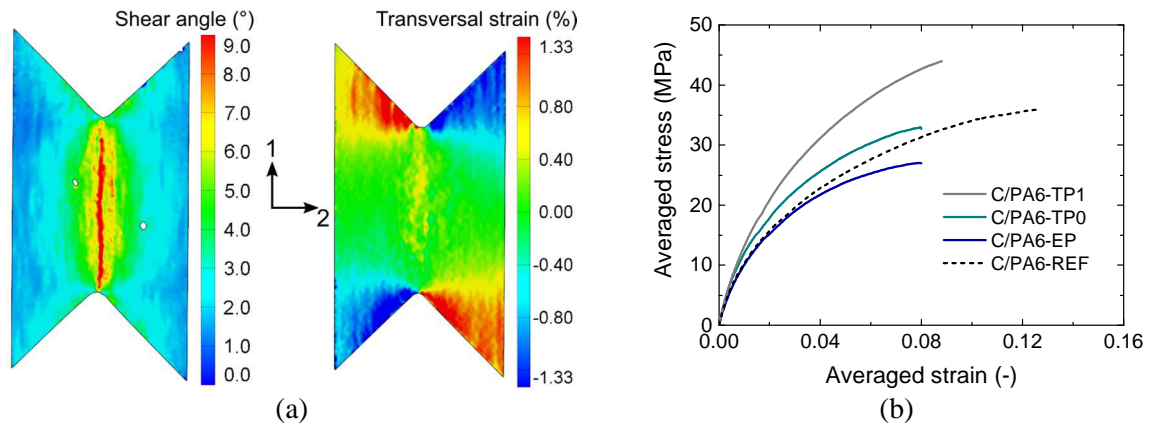 Shear angle (°)
9.0
8.0
7.0
6.0
5.0
4.0
3.0
2.0
1.0
0.0
1
2
Transversal strain (%)
1.33
0.80
0.40
0.00
-0.40
-0.80
-1.33
(a)
Averaged stress (MPa)
50
40
30
20
10
0
0.00 0.04 0.08 0.12 0.16
Averaged strain (-)
C/PA6-TP1
C/PA6-TP0
C/PA6-EP
C/PA6-REF
(b)